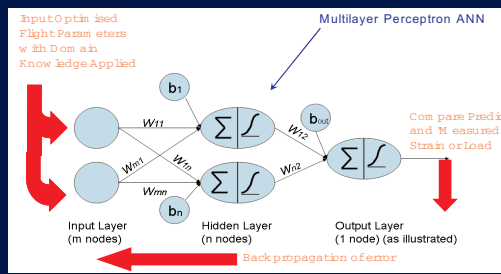 Input Optimised
Flight Parameters
with Domain
Knowledge Applied
Multilayer Perceptron ANN
b1
W11
Wm1
W1n
Wmn
bn
Σ
Σ
W12
Wn2
bout
Σ
Compare Predi
and M easured
Strain or Load
Input Layer
(m nodes)
Hidden Layer
(n nodes)
Output Layer
(1 node) (as illustrated)
Back propagation of error